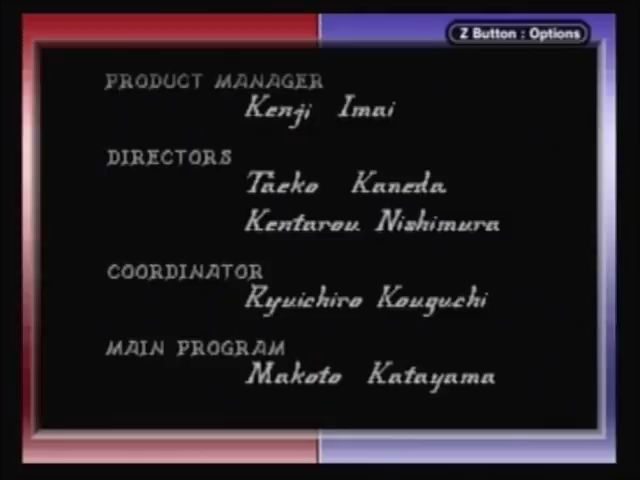 Z Button : Options
PRODUCT MANAGER
Kenji Imai
DIRECTORS
Taeko Kaneda
Kentarou Nishimura
COORDINATOR
Ryuichiro Kouguchi
MAIN PROGRAM
Makoto Katayama